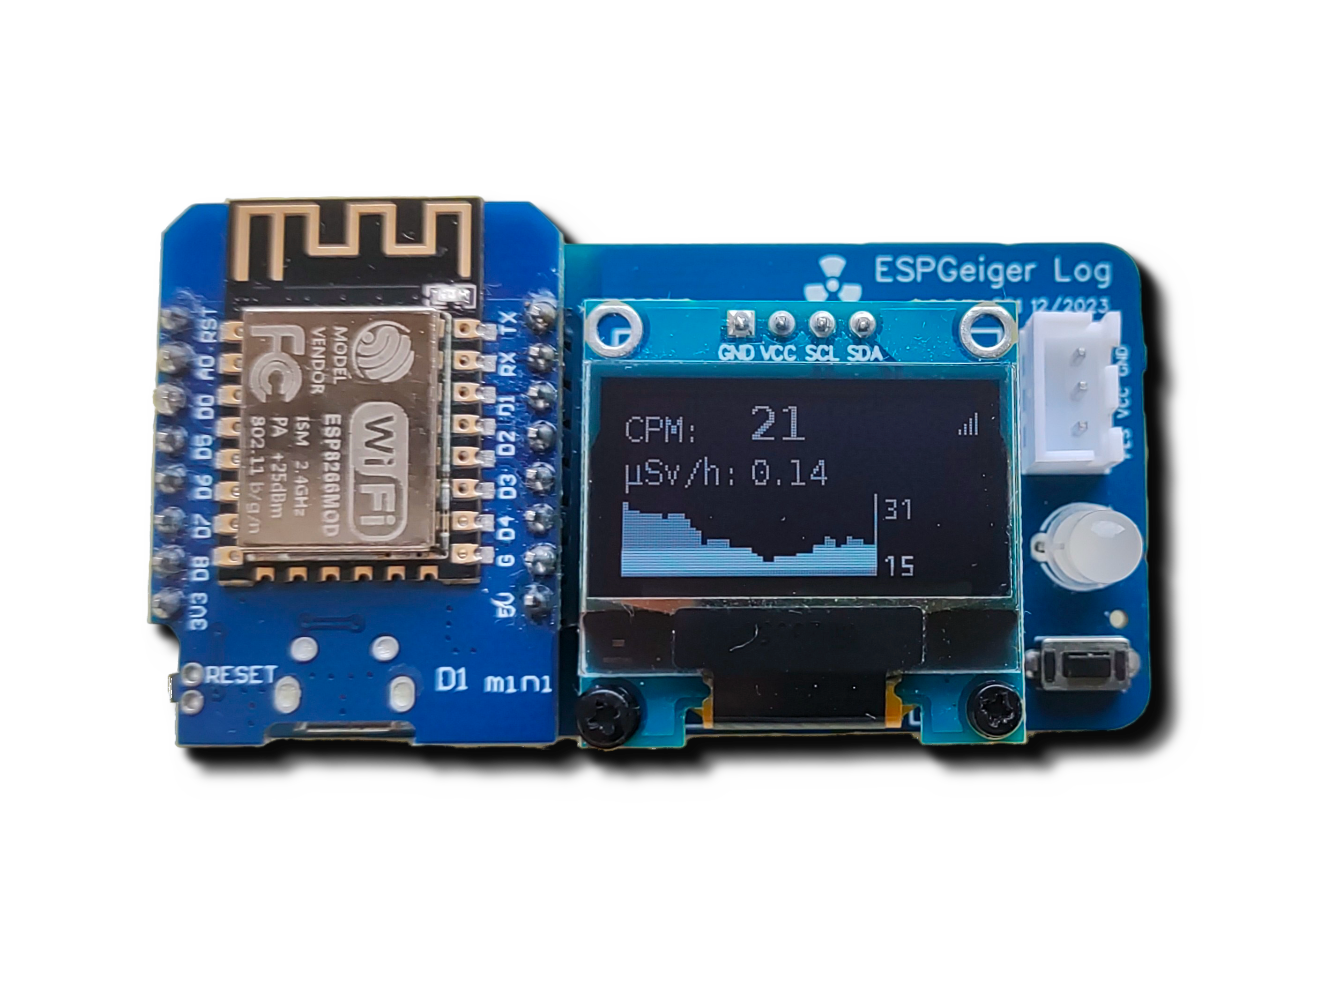 ESPGeiger Log
12/2023
GND VCC SCL SDA
CPM: 21
µSv/h: 0.14
31
15
GND
VCC
RST
A0
D0
D5
D6
D7
D8
3V3
TX
RX
D1
D2
D3
D4
G
5V
MODEL
VENDOR
FC
WiFi
ESP8266MOD
ISM 2.4GHz
PA +25dBm
802.11b/g/n
RESET
D1 mini